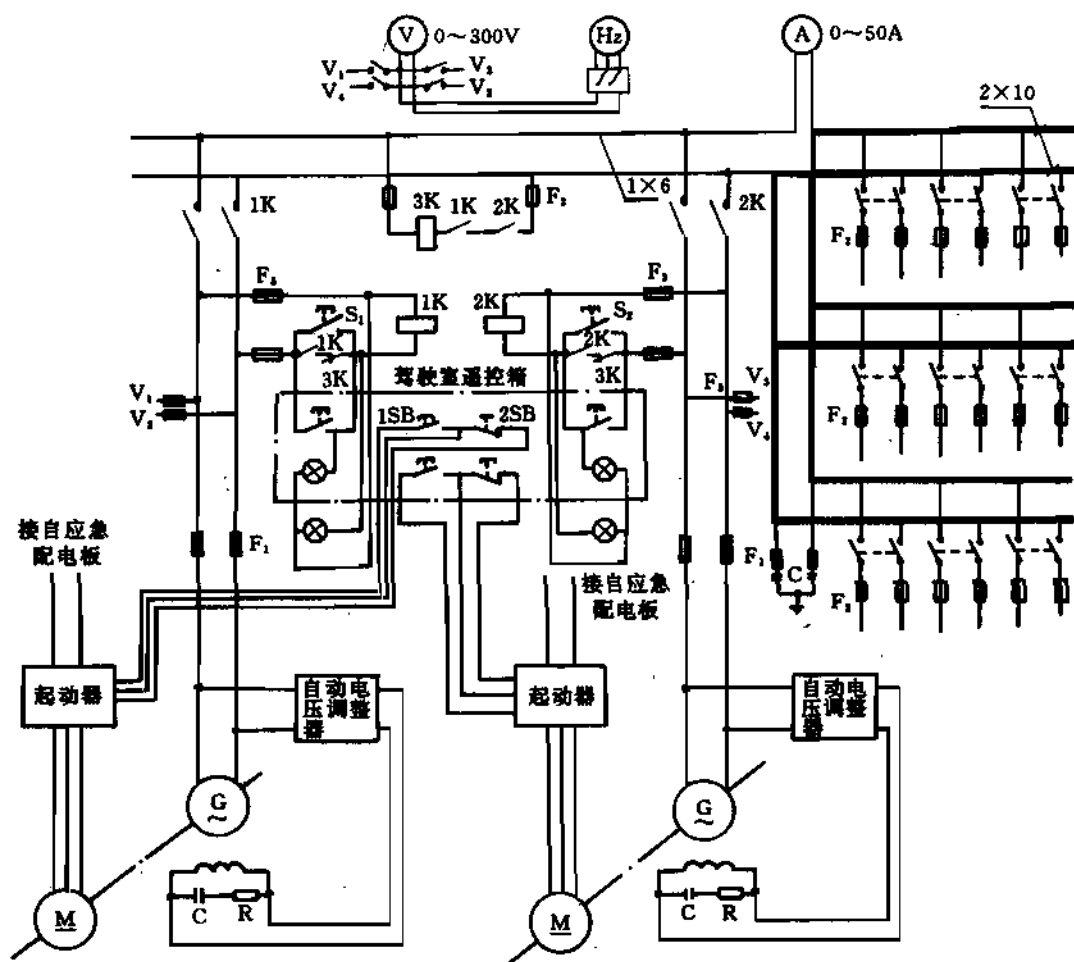 V
0～300V
Hz
A
0～50A
V₁
V₃
V₄
V₂
2×10
1×6
1K
3K
1K
2K
F₂
2K
F₂
F₃
F₃
S₁
1K
2K
S₂
1K
2K
3K
驾驶室遥控箱
3K
V₁
V₂
F₃
V₃
V₄
F₂
1SB
2SB
接自应急
配电板
F₁
F₁
C
F₂
接自应急
配电板
起动器
自动电
压调整
器
起动器
自动电
压调整
器
G
~
G
~
C
R
C
R
M
M